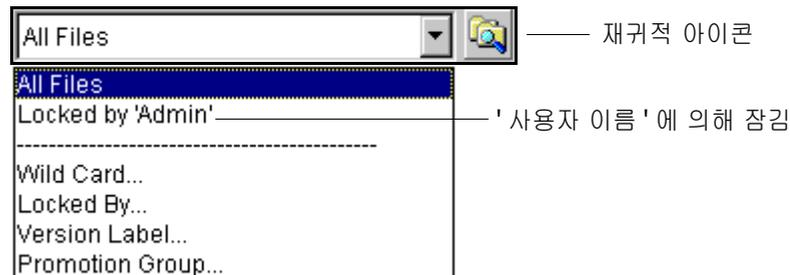 All Files
재귀적 아이콘
All Files
Locked by 'Admin'
' 사용자 이름 ' 에 의해 잠김
---------------------------------------------
Wild Card...
Locked By...
Version Label...
Promotion Group...